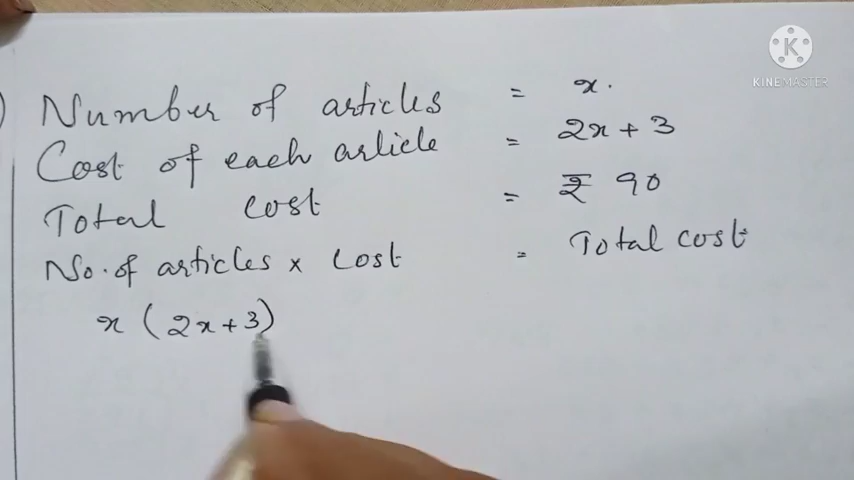 ) Number of articles = x.
Cost of each article = 2x + 3
Total cost = ₹ 90
No. of articles x cost = Total cost
x (2x+3)
K
KINEMASTER